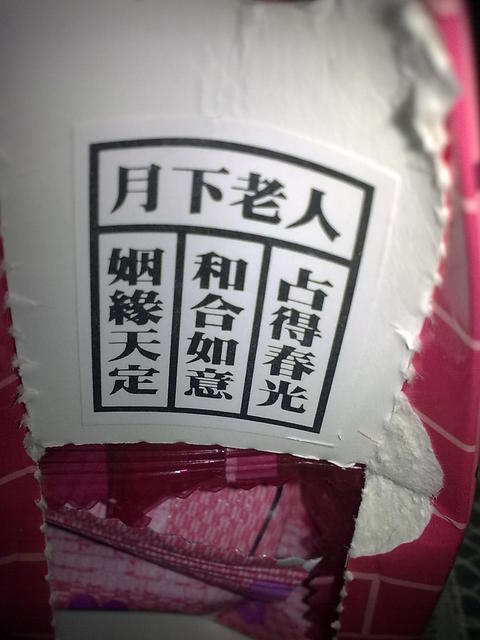 月下老人
占得春光
和合如意
姻緣天定